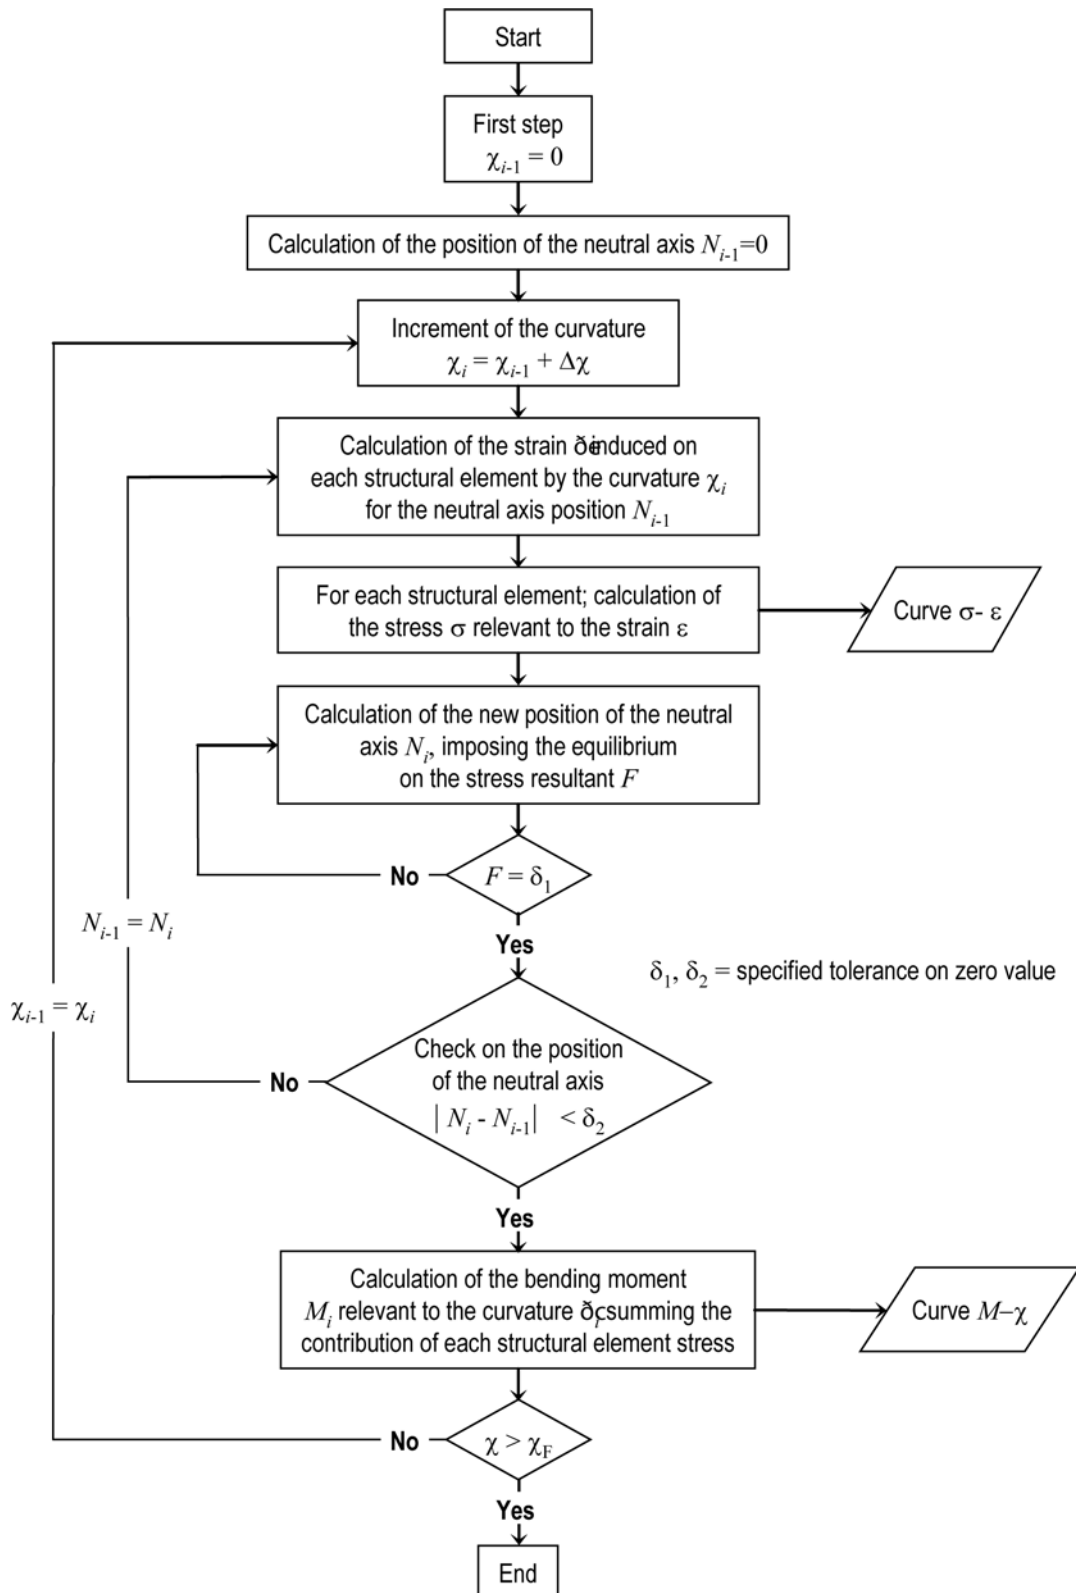 Start
First step
χi-1 = 0
Calculation of the position of the neutral axis Ni-1=0
Increment of the curvature
χi = χi-1 + Δχ
Calculation of the strain induced on
each structural element by the curvature χi
for the neutral axis position Ni-1
For each structural element; calculation of
the stress σ relevant to the strain ε
Curve σ- ε
Calculation of the new position of the neutral
axis Ni, imposing the equilibrium
on the stress resultant F
No
F = δ1
Ni-1 = Ni
Yes
δ1, δ2 = specified tolerance on zero value
χi-1 = χi
Check on the position
of the neutral axis
| Ni - Ni-1| < δ2
No
Yes
Calculation of the bending moment
Mi relevant to the curvature summing the
contribution of each structural element stress
Curve M–χ
No
χ > χF
Yes
End